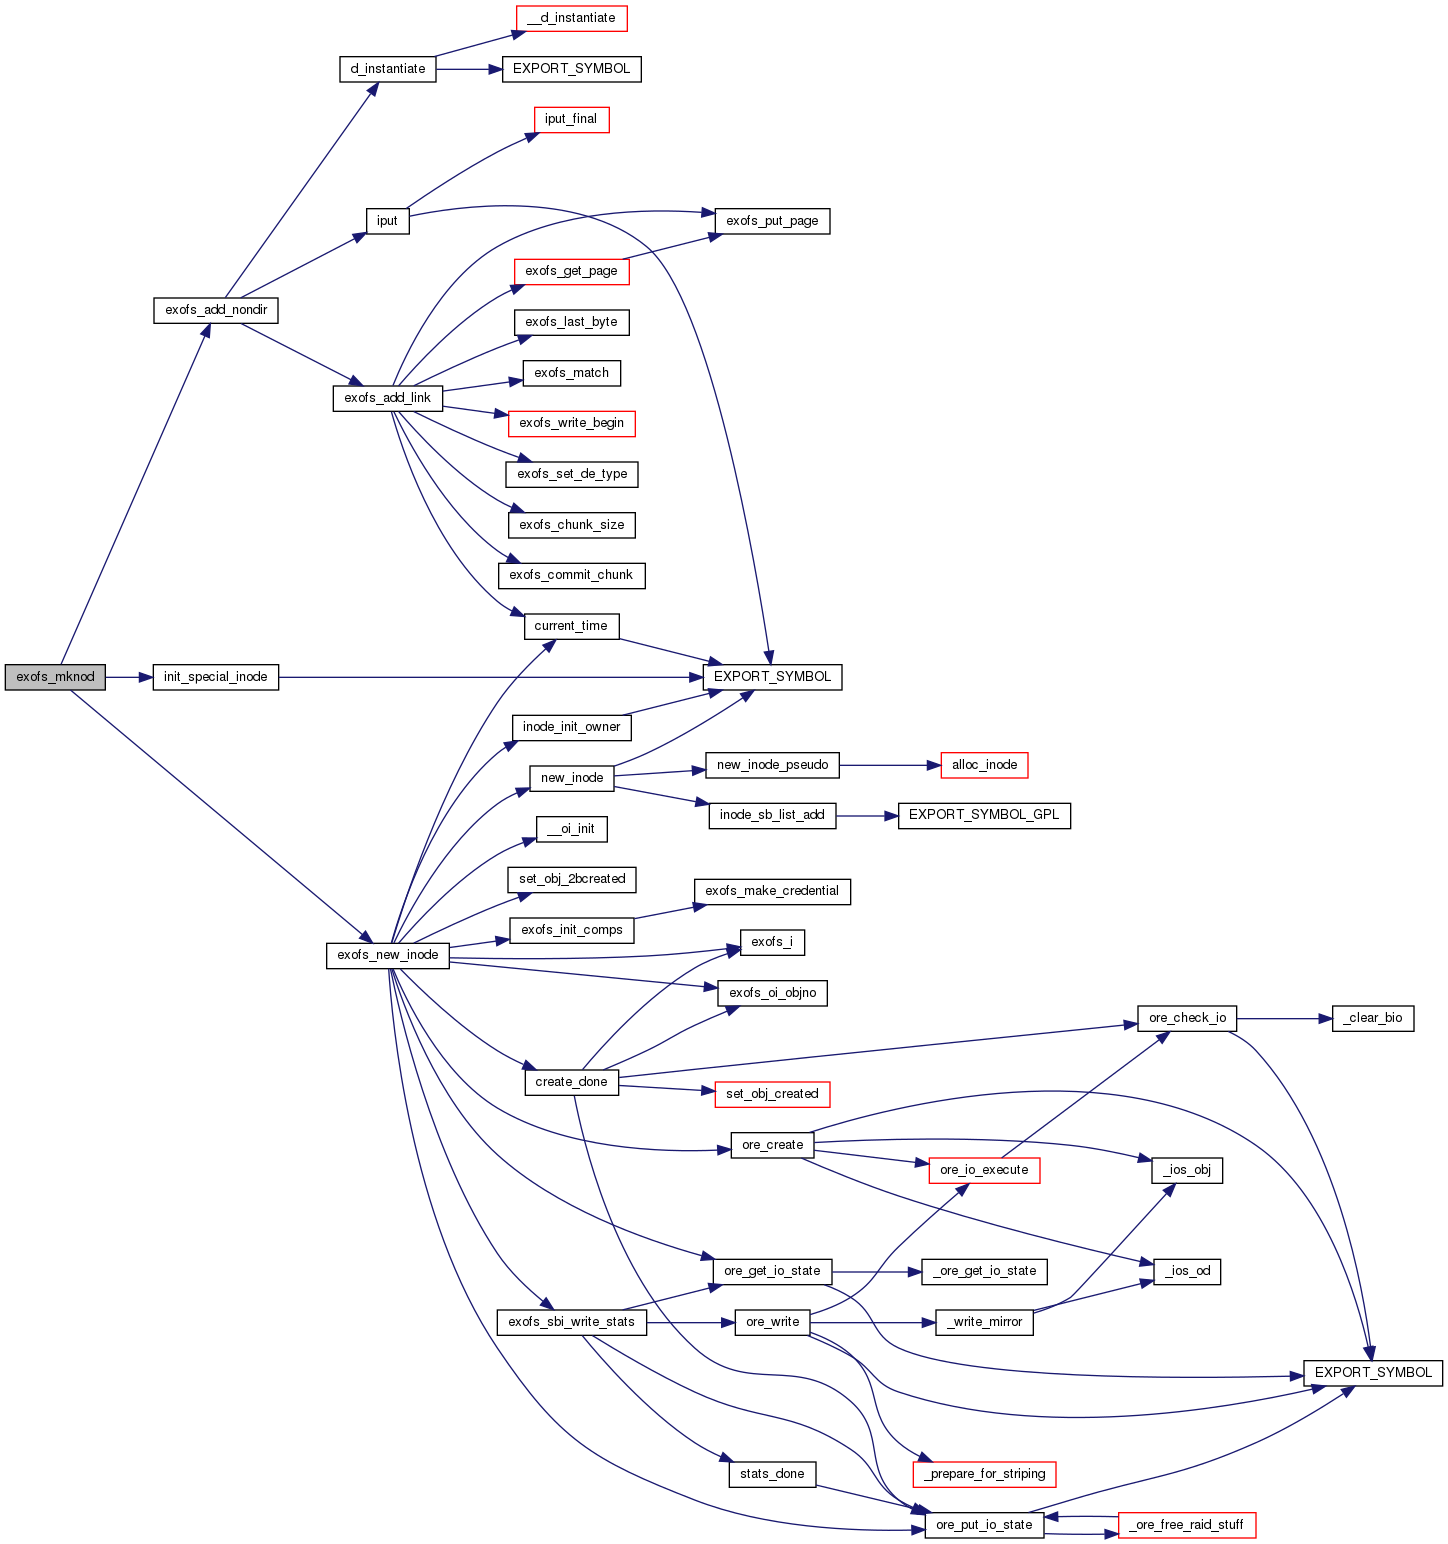 __d_instantiate
d_instantiate
EXPORT_SYMBOL
iput_final
iput
exofs_put_page
exofs_get_page
exofs_add_nondir
exofs_last_byte
exofs_match
exofs_add_link
exofs_write_begin
exofs_set_de_type
exofs_chunk_size
exofs_commit_chunk
current_time
exofs_mknod
init_special_inode
EXPORT_SYMBOL
inode_init_owner
new_inode
new_inode_pseudo
alloc_inode
inode_sb_list_add
EXPORT_SYMBOL_GPL
__oi_init
set_obj_2bcreated
exofs_make_credential
exofs_init_comps
exofs_i
exofs_new_inode
exofs_oi_objno
ore_check_io
_clear_bio
create_done
set_obj_created
ore_create
ore_io_execute
_ios_obj
ore_get_io_state
_ore_get_io_state
_ios_od
exofs_sbi_write_stats
ore_write
_write_mirror
EXPORT_SYMBOL
stats_done
_prepare_for_striping
ore_put_io_state
_ore_free_raid_stuff